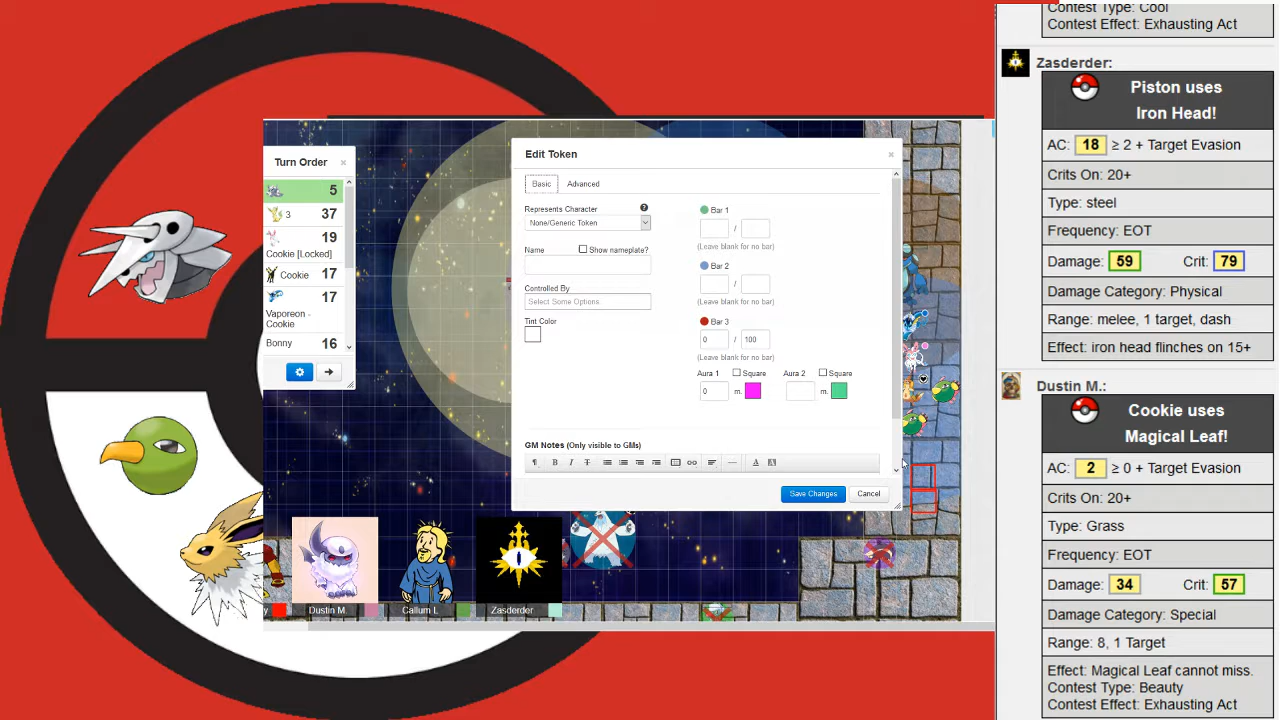 Turn Order ×
5
3 37
19
Cookie [Locked]
Cookie 17
17
Vaporeon -
Cookie
Bonny 16
Edit Token ×
Basic Advanced
Represents Character ?
None/Generic Token
Name Show nameplate?
Controlled By
Select Some Options
Tint Color
Bar 1
/
(Leave blank for no bar)
Bar 2
/
(Leave blank for no bar)
Bar 3
0 / 100
(Leave blank for no bar)
Aura 1 Square Aura 2 Square
0 m. m.
GM Notes (Only visible to GMs)
Save Changes Cancel
y Dustin M. Callum L. Zasderder
Contest Type: Cool
Contest Effect: Exhausting Act
Zasderder:
Piston uses
Iron Head!
AC: 18 ≥ 2 + Target Evasion
Crits On: 20+
Type: steel
Frequency: EOT
Damage: 59 Crit: 79
Damage Category: Physical
Range: melee, 1 target, dash
Effect: iron head flinches on 15+
Dustin M.:
Cookie uses
Magical Leaf!
AC: 2 ≥ 0 + Target Evasion
Crits On: 20+
Type: Grass
Frequency: EOT
Damage: 34 Crit: 57
Damage Category: Special
Range: 8, 1 Target
Effect: Magical Leaf cannot miss.
Contest Type: Beauty
Contest Effect: Exhausting Act